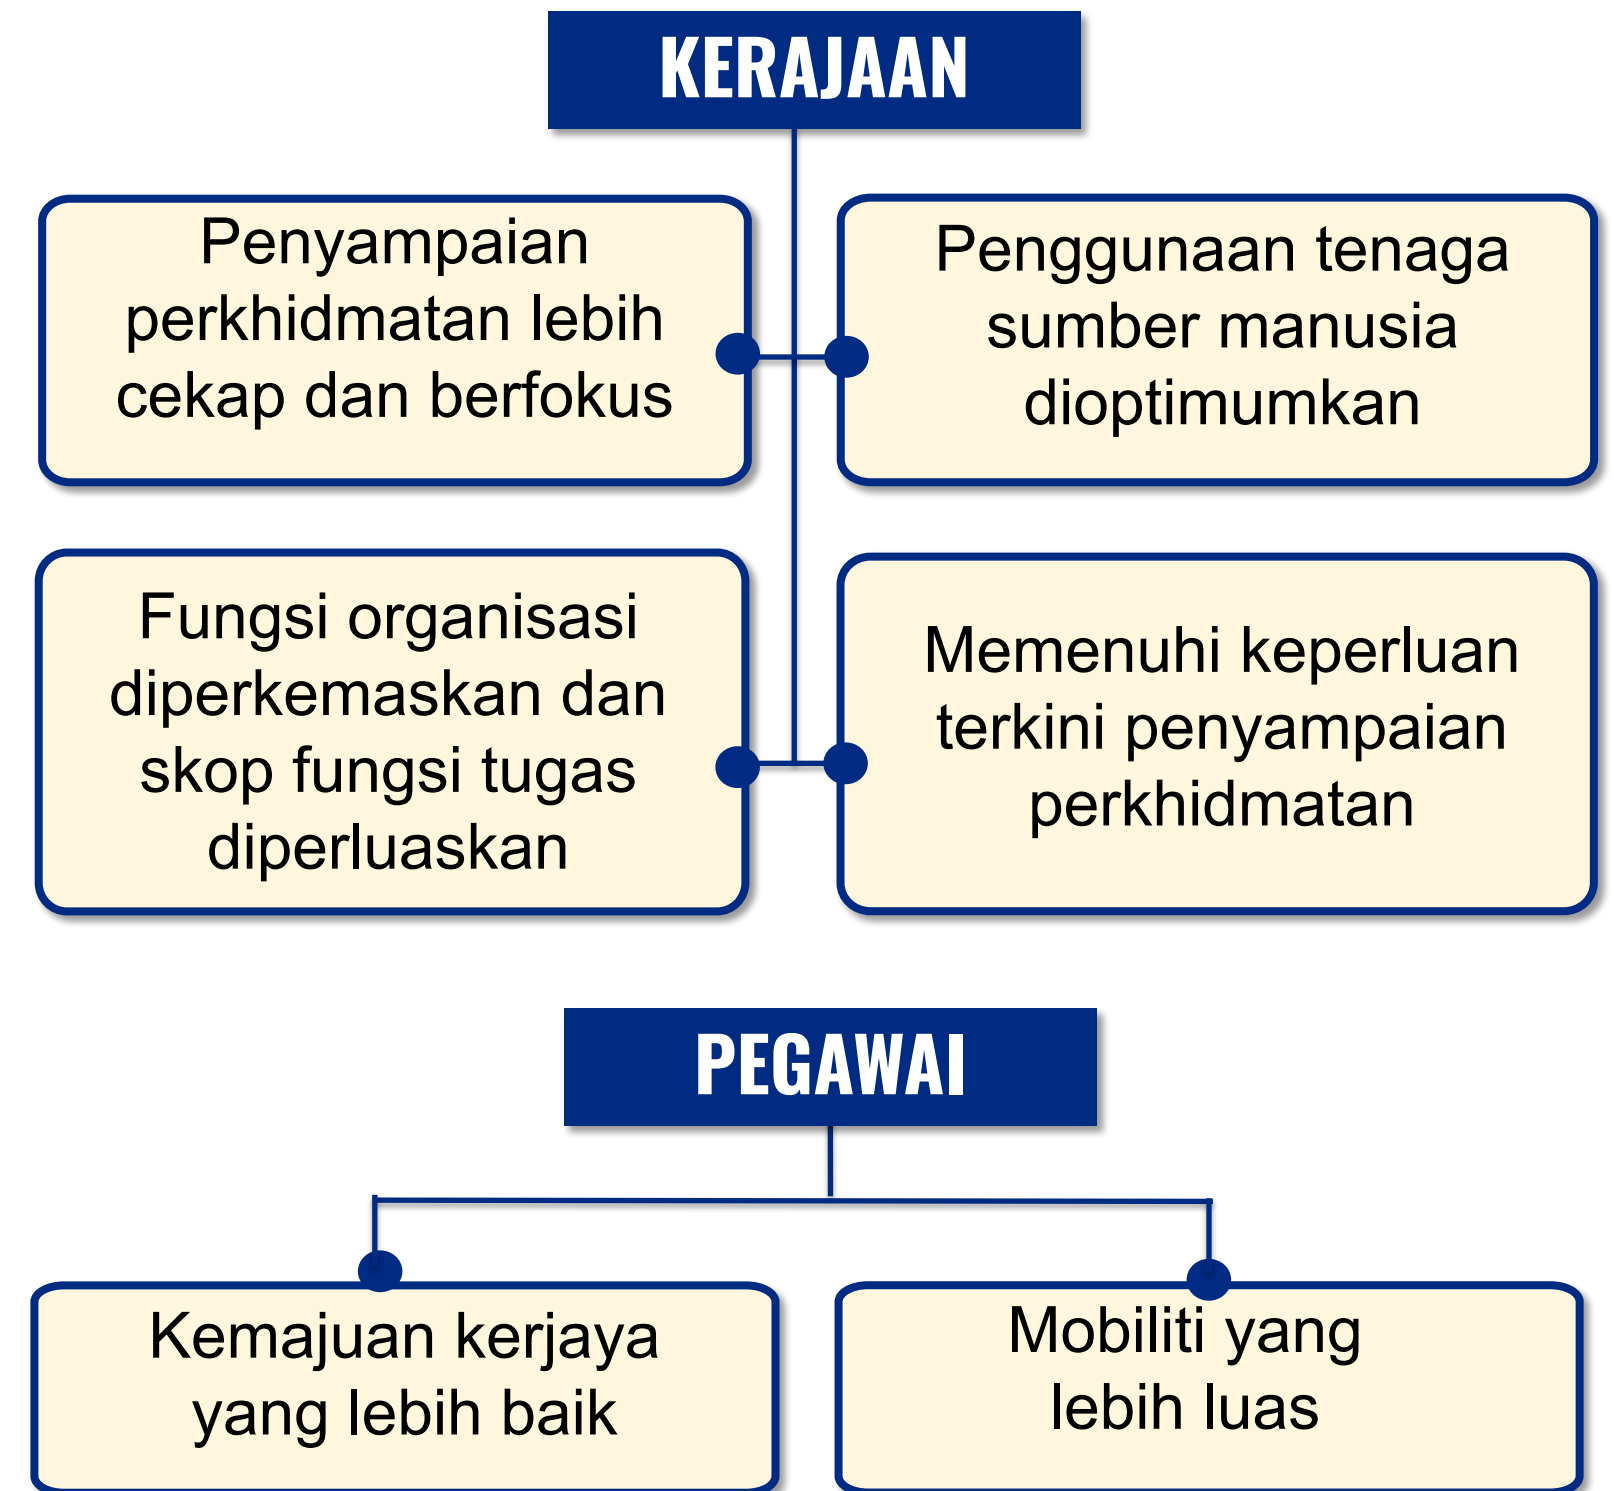 KERAJAAN
Penyampaian
perkhidmatan lebih
cekap dan berfokus
Penggunaan tenaga
sumber manusia
dioptimumkan
Fungsi organisasi
diperkemaskan dan
skop fungsi tugas
diperluaskan
Memenuhi keperluan
terkini penyampaian
perkhidmatan
PEGAWAI
Kemajuan kerjaya
yang lebih baik
Mobiliti yang
lebih luas